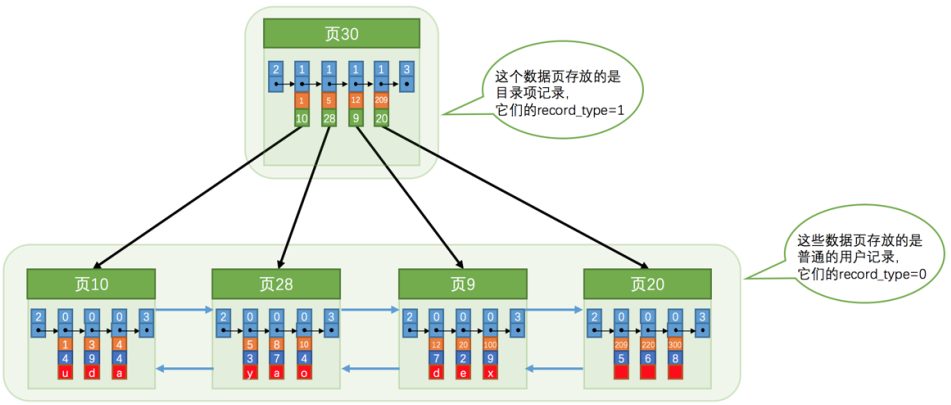 页30
2 1 1 1 1 3
1 5 12 209
10 28 9 20
这个数据页存放的是
目录项记录,
它们的record_type=1
这些数据页存放的是
普通的用户记录,
它们的record_type=0
页10
2 0 0 0 3
1 3 4
4 9 4
u d a
页28
2 0 0 0 3
5 8 10
3 7 4
y a o
页9
2 0 0 0 3
12 20 100
7 2 9
d e x
页20
2 0 0 0 3
209 220 300
5 6 8